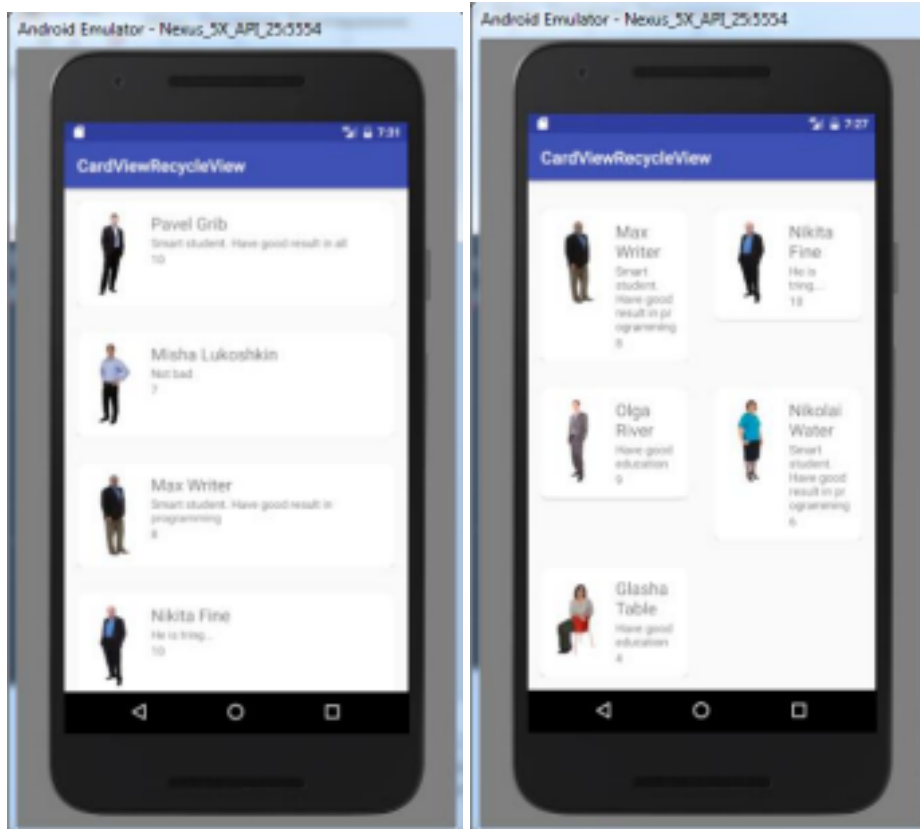 Android Emulator - Nexus_5X_API_25:5554
7:31
CardViewRecycleView
Pavel Grib
Smart student. Have good result in all
10
Misha Lukoshkin
Not bad
7
Max Writer
Smart student. Have good result in
programming
8
Nikita Fine
He is tring...
10
Android Emulator - Nexus_5X_API_25:5554
7:27
CardViewRecycleView
Max
Writer
Smart
student.
Have good
result in pr
ogramming
8
Nikita
Fine
He is
tring...
10
Olga
River
Have good
education
9
Nikolai
Water
Smart
student.
Have good
result in pr
ogramming
6
Glasha
Table
Have good
education
4